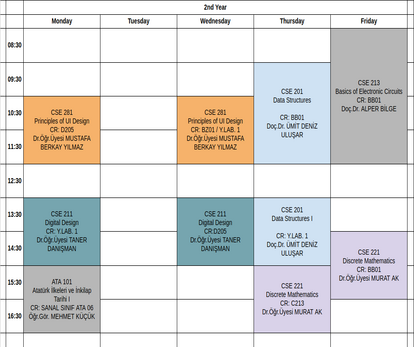 2nd Year
Monday
Tuesday
Wednesday
Thursday
Friday
08:30
09:30
10:30
11:30
12:30
13:30
14:30
15:30
16:30
CSE 281
Principles of UI Design
CR: D205
Dr.Öğr.Üyesi MUSTAFA
BERKAY YILMAZ
CSE 211
Digital Design
CR: Y.LAB. 1
Dr.Öğr.Üyesi TANER
DANIŞMAN
ATA 101
Atatürk İlkeleri ve İnkilap
Tarihi I
CR: SANAL SINIF ATA 06
Öğr.Gör. MEHMET KÜÇÜK
CSE 281
Principles of UI Design
CR: BZ01 / Y.LAB. 1
Dr.Öğr.Üyesi MUSTAFA
BERKAY YILMAZ
CSE 211
Digital Design
CR:D205
Dr.Öğr.Üyesi TANER
DANIŞMAN
CSE 201
Data Structures
CR: BB01
Doç.Dr. ÜMİT DENİZ
ULUŞAR
CSE 201
Data Structures I
CR: Y.LAB. 1
Doç.Dr. ÜMİT DENİZ
ULUŞAR
CSE 221
Discrete Mathematics
CR: C213
Dr.Öğr.Üyesi MURAT AK
CSE 213
Basics of Electronic Circuits
CR: BB01
Doç.Dr. ALPER BİLGE
CSE 221
Discrete Mathematics
CR: BB01
Dr.Öğr.Üyesi MURAT AK